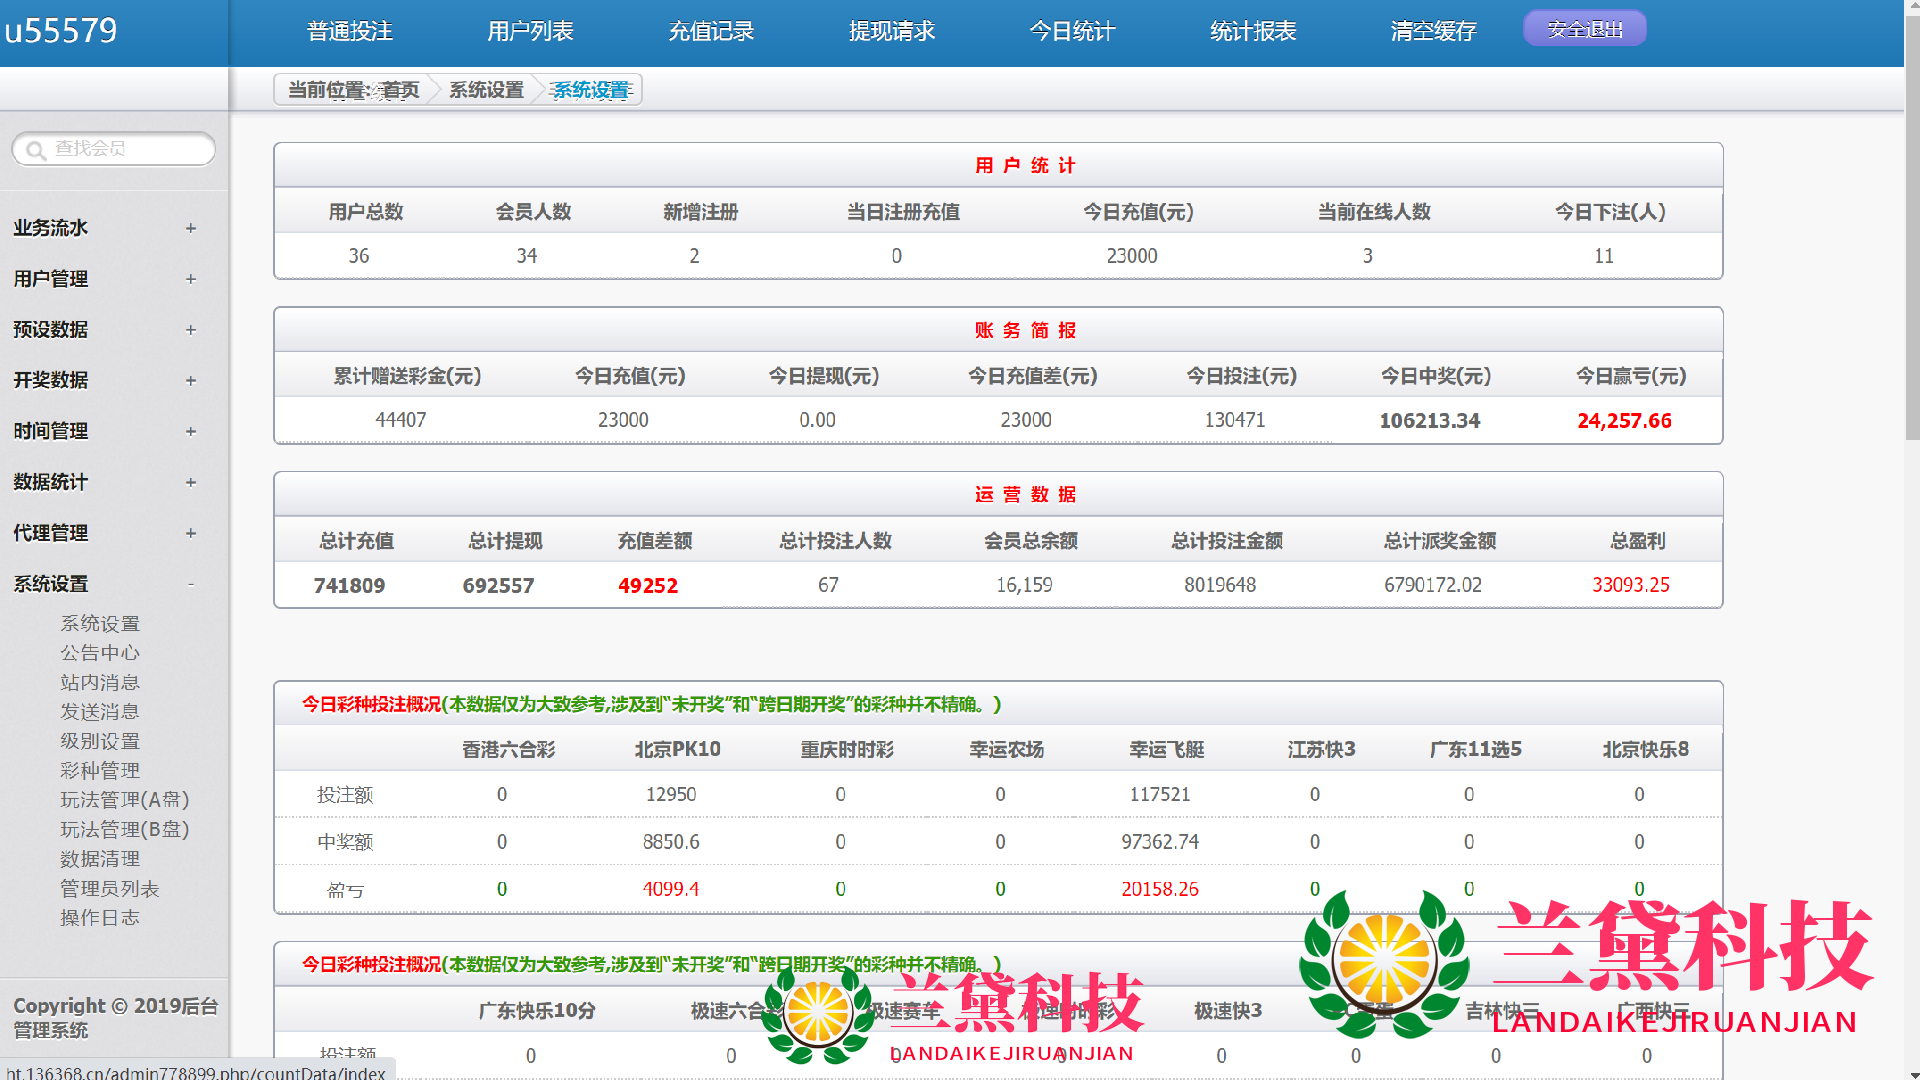 u55579
普通投注 用户列表 充值记录 提现请求 今日统计 统计报表 清空缓存 安全退出
当前位置: 首页 系统设置 系统设置
查找会员
业务流水 +
用户管理 +
预设数据 +
开奖数据 +
时间管理 +
数据统计 +
代理管理 +
系统设置 -
系统设置
公告中心
站内消息
发送消息
级别设置
彩种管理
玩法管理(A盘)
玩法管理(B盘)
数据清理
管理员列表
操作日志
Copyright © 2019后台
管理系统
ht.136368.cn/admin778899.php/countData/index
用 户 统 计
用户总数 会员人数 新增注册 当日注册充值 今日充值(元) 当前在线人数 今日下注(人)
36 34 2 0 23000 3 11
账 务 简 报
累计赠送彩金(元) 今日充值(元) 今日提现(元) 今日充值差(元) 今日投注(元) 今日中奖(元) 今日赢亏(元)
44407 23000 0.00 23000 130471 106213.34 24,257.66
运 营 数 据
总计充值 总计提现 充值差额 总计投注人数 会员总余额 总计投注金额 总计派奖金额 总盈利
741809 692557 49252 67 16,159 8019648 6790172.02 33093.25
今日彩种投注概况(本数据仅为大致参考,涉及到“未开奖”和“跨日期开奖”的彩种并不精确。)
香港六合彩 北京PK10 重庆时时彩 幸运农场 幸运飞艇 江苏快3 广东11选5 北京快乐8
投注额 0 12950 0 0 117521 0 0 0
中奖额 0 8850.6 0 0 97362.74 0 0 0
盈亏 0 4099.4 0 0 20158.26 0 0 0
今日彩种投注概况(本数据仅为大致参考,涉及到“未开奖”和“跨日期开奖”的彩种并不精确。)
广东快乐10分 极速六合彩 极速赛车 极速时时彩 极速快3 吉林快三 广西快三
投注额 0 0 0 0 0 0 0 0
兰黛科技
LANDAIKEJIRUANJIAN
兰黛科技
LANDAIKEJIRUANJIAN